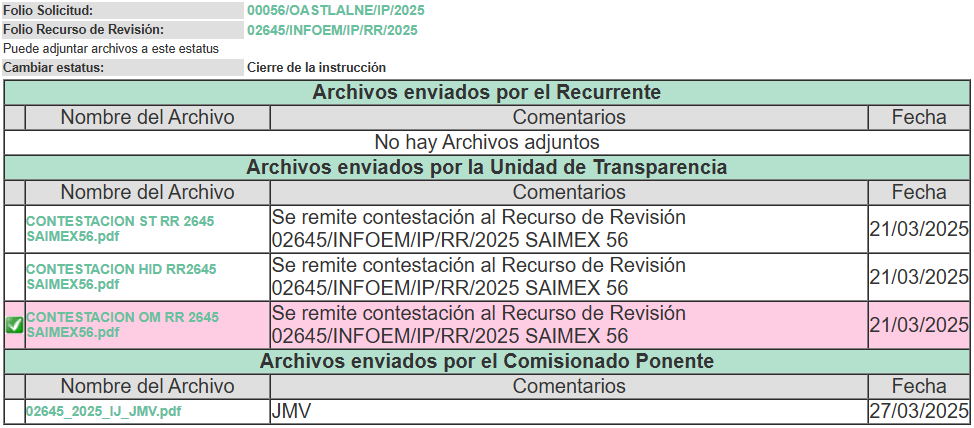 Folio Solicitud: 00056/OASTLALNE/IP/2025
Folio Recurso de Revisión: 02645/INFOEM/IP/RR/2025
Puede adjuntar archivos a este estatus
Cambiar estatus: Cierre de la instrucción
Archivos enviados por el Recurrente
Nombre del Archivo Comentarios Fecha
No hay Archivos adjuntos
Archivos enviados por la Unidad de Transparencia
Nombre del Archivo Comentarios Fecha
CONTESTACION ST RR 2645
SAIMEX56.pdf
Se remite contestación al Recurso de Revisión
02645/INFOEM/IP/RR/2025 SAIMEX 56
21/03/2025
CONTESTACION HID RR2645
SAIMEX56.pdf
Se remite contestación al Recurso de Revisión
02645/INFOEM/IP/RR/2025 SAIMEX 56
21/03/2025
CONTESTACION OM RR 2645
SAIMEX56.pdf
Se remite contestación al Recurso de Revisión
02645/INFOEM/IP/RR/2025 SAIMEX 56
21/03/2025
Archivos enviados por el Comisionado Ponente
Nombre del Archivo Comentarios Fecha
02645_2025_IJ_JMV.pdf JMV 27/03/2025